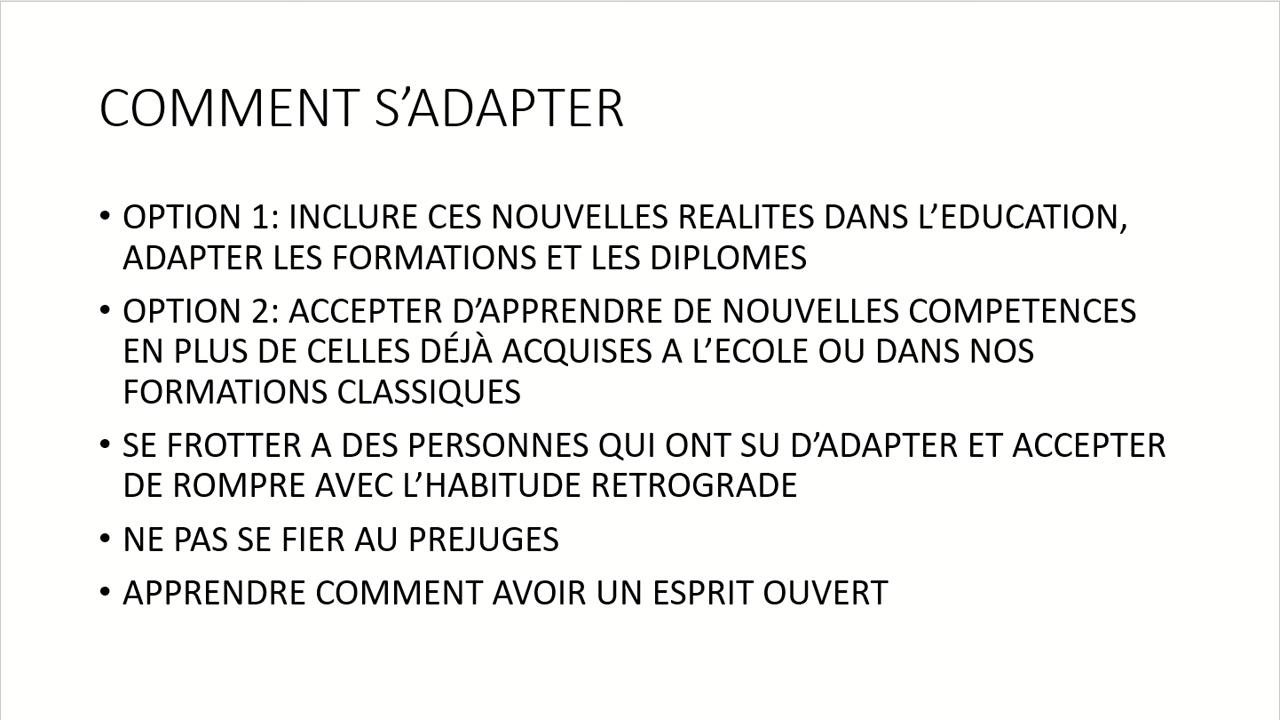 COMMENT S’ADAPTER
• OPTION 1: INCLURE CES NOUVELLES REALITES DANS L’EDUCATION,
ADAPTER LES FORMATIONS ET LES DIPLOMES
• OPTION 2: ACCEPTER D’APPRENDRE DE NOUVELLES COMPETENCES
EN PLUS DE CELLES DÉJÀ ACQUISES A L’ECOLE OU DANS NOS
FORMATIONS CLASSIQUES
• SE FROTTER A DES PERSONNES QUI ONT SU D’ADAPTER ET ACCEPTER
DE ROMPRE AVEC L’HABITUDE RETROGRADE
• NE PAS SE FIER AU PREJUGES
• APPRENDRE COMMENT AVOIR UN ESPRIT OUVERT